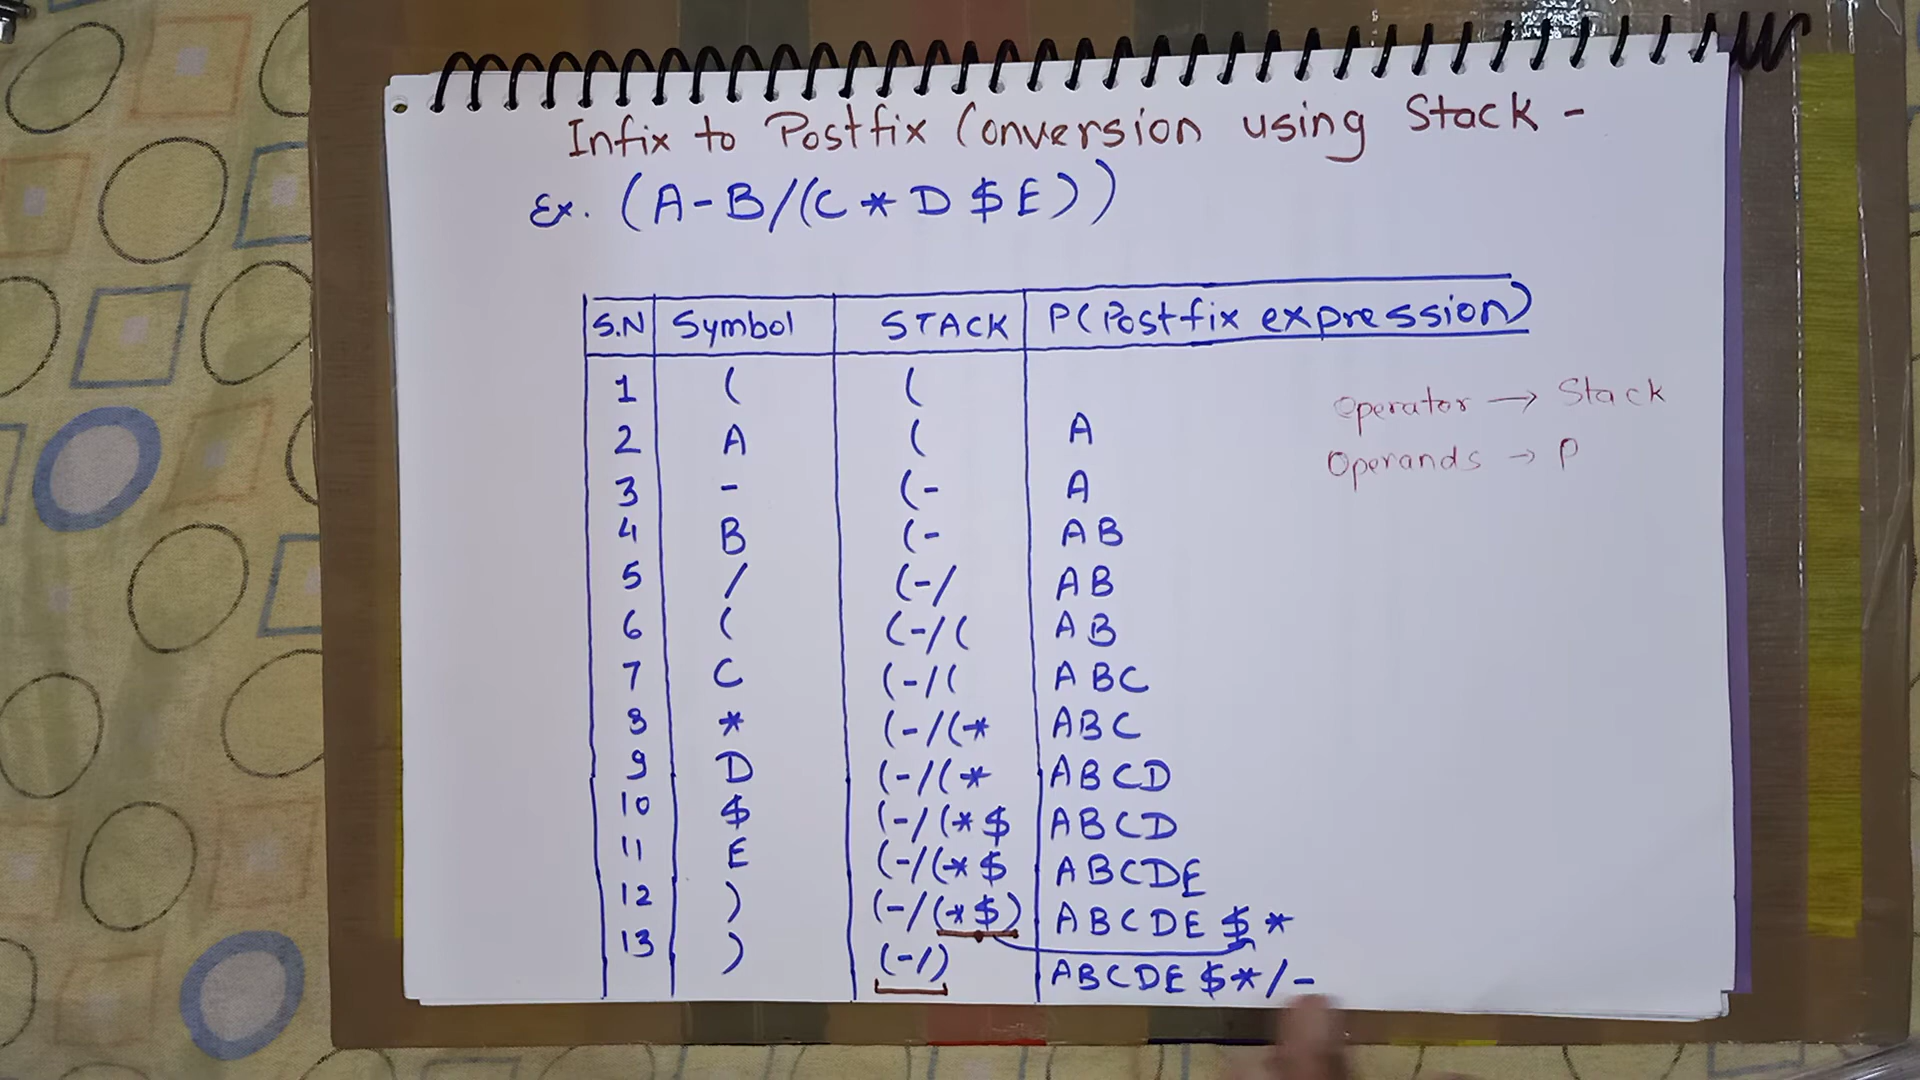 Infix to Postfix Conversion using Stack -
Ex. (A-B/(C*D$E))
S.N Symbol STACK P(Postfix expression)
1 ( (
Operator → Stack
2 A ( A
Operands → P
3 - (- A
4 B (- AB
5 / (-/ AB
6 ( (-/( AB
7 C (-/( ABC
8 * (-/(* ABC
9 D (-/(* ABCD
10 $ (-/(*$ ABCD
11 E (-/(*$ ABCDE
12 ) (-/(*$) ABCDE$*
13 ) (-/) ABCDE$*/-